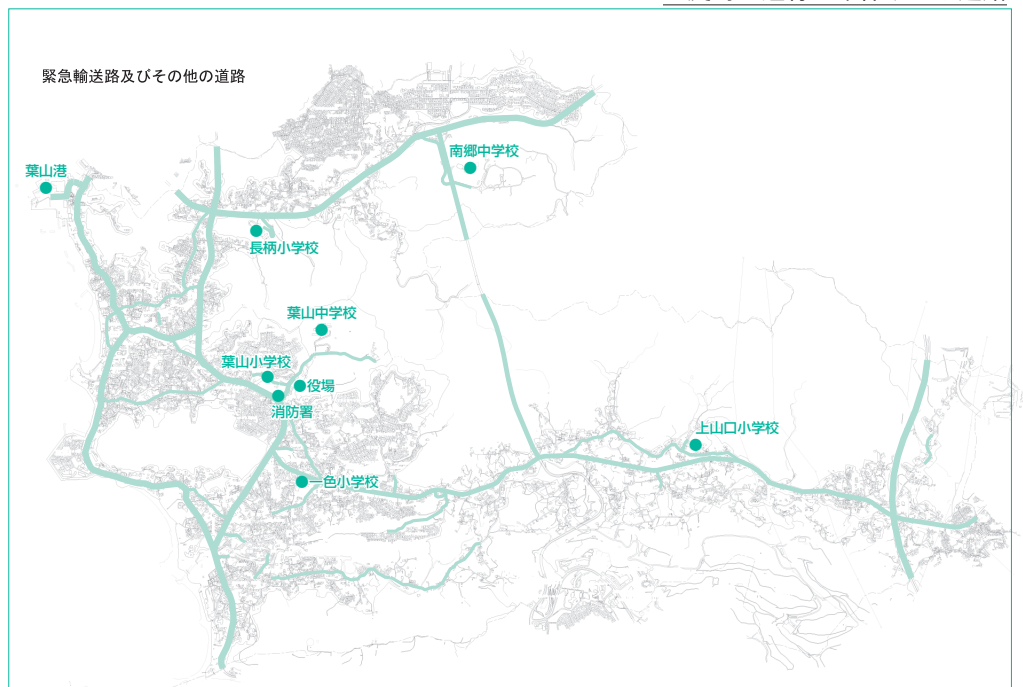 緊急輸送路及びその他の道路
南郷中学校
葉山港
長柄小学校
葉山中学校
葉山小学校
役場
消防署
上山口小学校
一色小学校